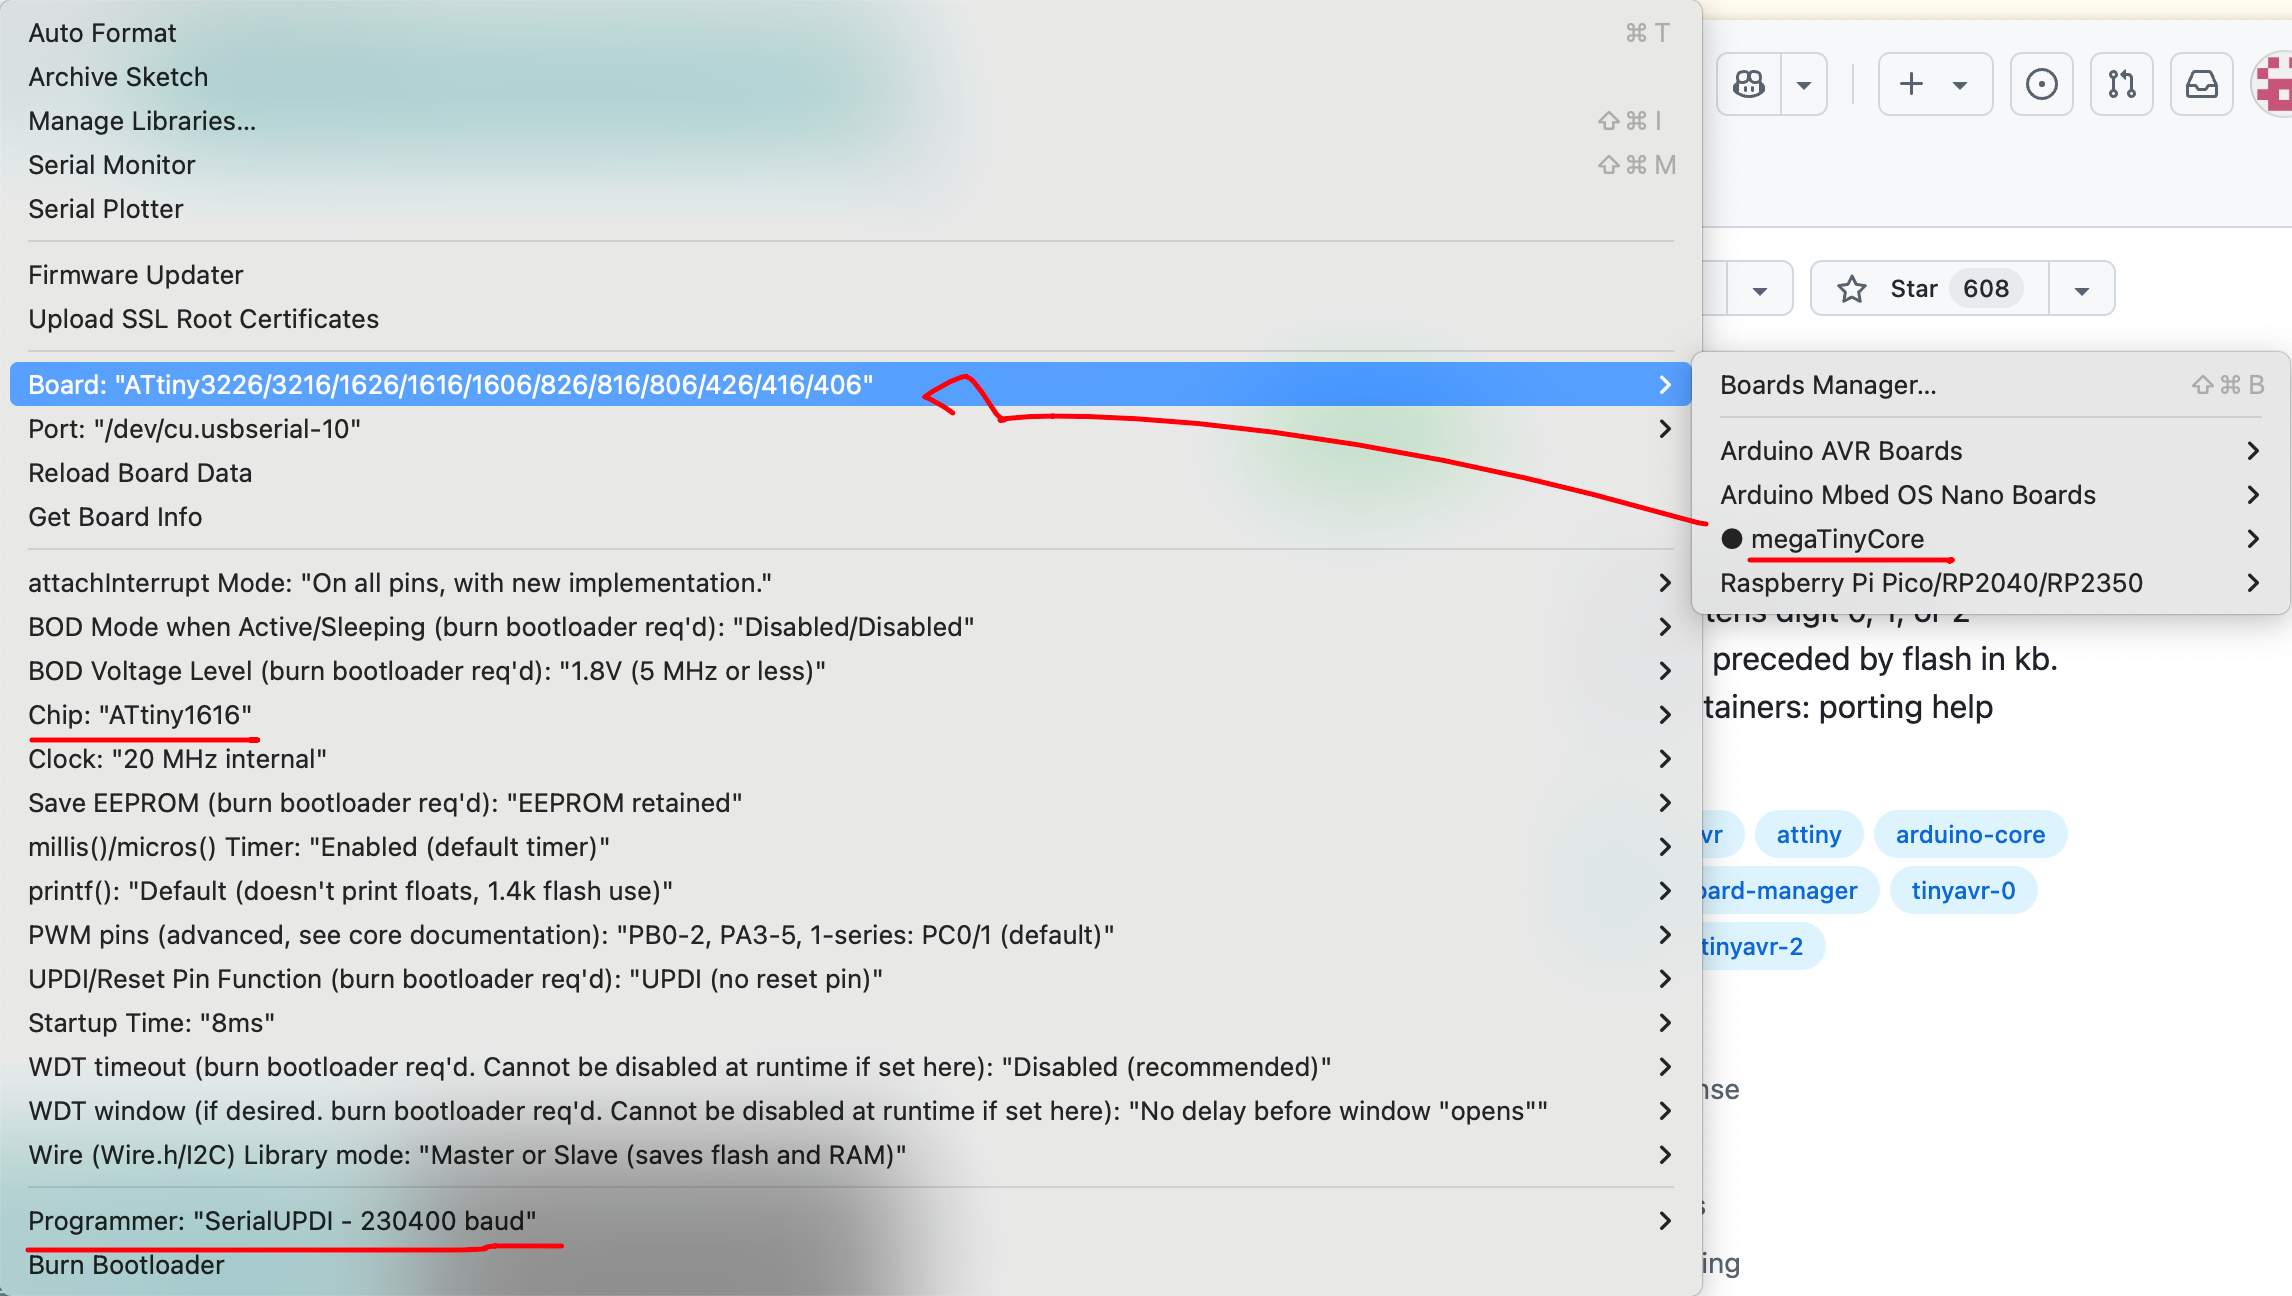 Auto Format ⌘ T
Archive Sketch
Manage Libraries... ⇧ ⌘ I
Serial Monitor ⇧ ⌘ M
Serial Plotter
Firmware Updater
Upload SSL Root Certificates
Board: "ATtiny3226/3216/1626/1616/1606/826/816/806/426/416/406"
Port: "/dev/cu.usbserial-10"
Reload Board Data
Get Board Info
attachInterrupt Mode: "On all pins, with new implementation."
BOD Mode when Active/Sleeping (burn bootloader req'd): "Disabled/Disabled"
BOD Voltage Level (burn bootloader req'd): "1.8V (5 MHz or less)"
Chip: "ATtiny1616"
Clock: "20 MHz internal"
Save EEPROM (burn bootloader req'd): "EEPROM retained"
millis()/micros() Timer: "Enabled (default timer)"
printf(): "Default (doesn't print floats, 1.4k flash use)"
PWM pins (advanced, see core documentation): "PB0-2, PA3-5, 1-series: PC0/1 (default)"
UPDI/Reset Pin Function (burn bootloader req'd): "UPDI (no reset pin)"
Startup Time: "8ms"
WDT timeout (burn bootloader req'd. Cannot be disabled at runtime if set here): "Disabled (recommended)"
WDT window (if desired. burn bootloader req'd. Cannot be disabled at runtime if set here): "No delay before window "opens""
Wire (Wire.h/I2C) Library mode: "Master or Slave (saves flash and RAM)"
Programmer: "SerialUPDI - 230400 baud"
Burn Bootloader
Star 608
Boards Manager... ⇧ ⌘ B
Arduino AVR Boards
Arduino Mbed OS Nano Boards
megaTinyCore
Raspberry Pi Pico/RP2040/RP2350
digit 0, 1, or 2
preceded by flash in kb.
tainers: porting help
vr attiny arduino-core
oard-manager tinyavr-0
tinyavr-2
nse
ing